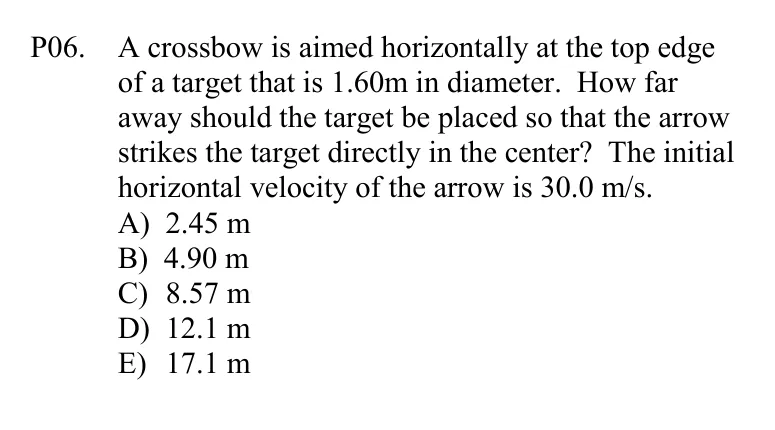 P06. A crossbow is aimed horizontally at the top edge
of a target that is 1.60m in diameter. How far
away should the target be placed so that the arrow
strikes the target directly in the center? The initial
horizontal velocity of the arrow is 30.0 m/s.
A) 2.45 m
B) 4.90 m
C) 8.57 m
D) 12.1 m
E) 17.1 m